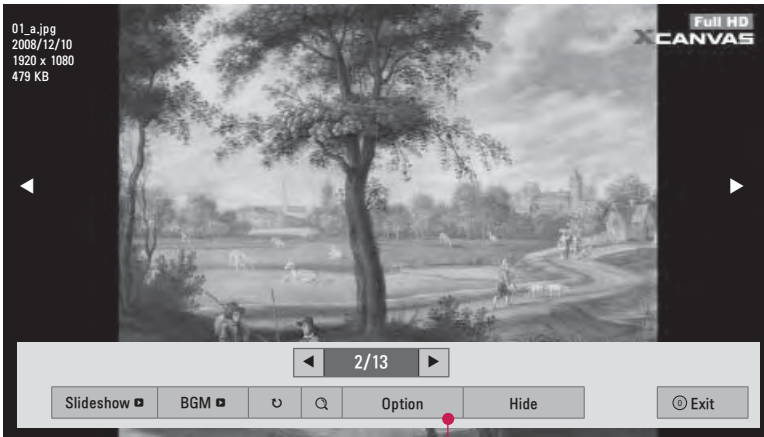 01_a.jpg
2008/12/10
1920 x 1080
479 KB
Full HD
XCANVAS
2/13
Slideshow
BGM
Option
Hide
0 Exit